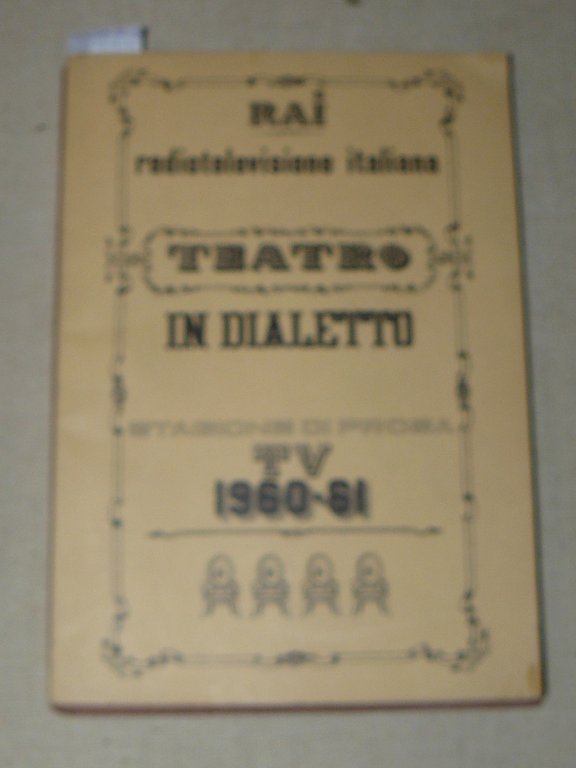 RAI
radiotelevisione italiana
TEATRO
IN DIALETTO
STAGIONE DI PROSA
TV
1960-61